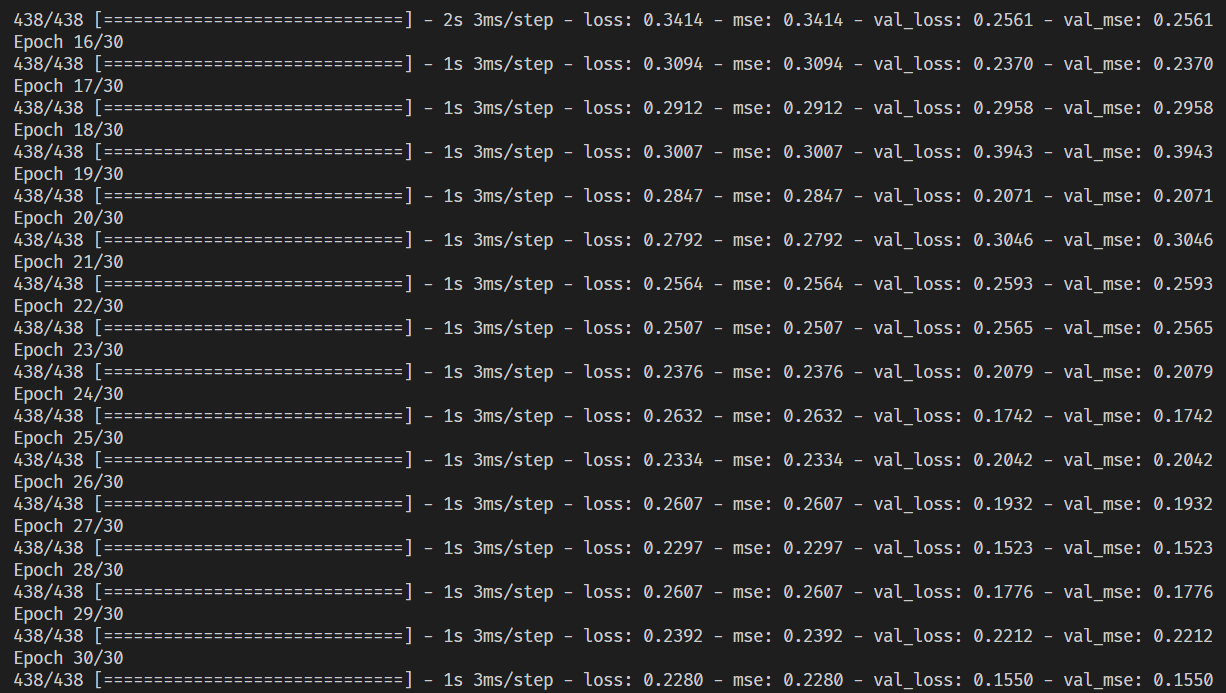 438/438 [==============================] - 2s 3ms/step - loss: 0.3414 - mse: 0.3414 - val_loss: 0.2561 - val_mse: 0.2561
Epoch 16/30
438/438 [==============================] - 1s 3ms/step - loss: 0.3094 - mse: 0.3094 - val_loss: 0.2370 - val_mse: 0.2370
Epoch 17/30
438/438 [==============================] - 1s 3ms/step - loss: 0.2912 - mse: 0.2912 - val_loss: 0.2958 - val_mse: 0.2958
Epoch 18/30
438/438 [==============================] - 1s 3ms/step - loss: 0.3007 - mse: 0.3007 - val_loss: 0.3943 - val_mse: 0.3943
Epoch 19/30
438/438 [==============================] - 1s 3ms/step - loss: 0.2847 - mse: 0.2847 - val_loss: 0.2071 - val_mse: 0.2071
Epoch 20/30
438/438 [==============================] - 1s 3ms/step - loss: 0.2792 - mse: 0.2792 - val_loss: 0.3046 - val_mse: 0.3046
Epoch 21/30
438/438 [==============================] - 1s 3ms/step - loss: 0.2564 - mse: 0.2564 - val_loss: 0.2593 - val_mse: 0.2593
Epoch 22/30
438/438 [==============================] - 1s 3ms/step - loss: 0.2507 - mse: 0.2507 - val_loss: 0.2565 - val_mse: 0.2565
Epoch 23/30
438/438 [==============================] - 1s 3ms/step - loss: 0.2376 - mse: 0.2376 - val_loss: 0.2079 - val_mse: 0.2079
Epoch 24/30
438/438 [==============================] - 1s 3ms/step - loss: 0.2632 - mse: 0.2632 - val_loss: 0.1742 - val_mse: 0.1742
Epoch 25/30
438/438 [==============================] - 1s 3ms/step - loss: 0.2334 - mse: 0.2334 - val_loss: 0.2042 - val_mse: 0.2042
Epoch 26/30
438/438 [==============================] - 1s 3ms/step - loss: 0.2607 - mse: 0.2607 - val_loss: 0.1932 - val_mse: 0.1932
Epoch 27/30
438/438 [==============================] - 1s 3ms/step - loss: 0.2297 - mse: 0.2297 - val_loss: 0.1523 - val_mse: 0.1523
Epoch 28/30
438/438 [==============================] - 1s 3ms/step - loss: 0.2607 - mse: 0.2607 - val_loss: 0.1776 - val_mse: 0.1776
Epoch 29/30
438/438 [==============================] - 1s 3ms/step - loss: 0.2392 - mse: 0.2392 - val_loss: 0.2212 - val_mse: 0.2212
Epoch 30/30
438/438 [==============================] - 1s 3ms/step - loss: 0.2280 - mse: 0.2280 - val_loss: 0.1550 - val_mse: 0.1550